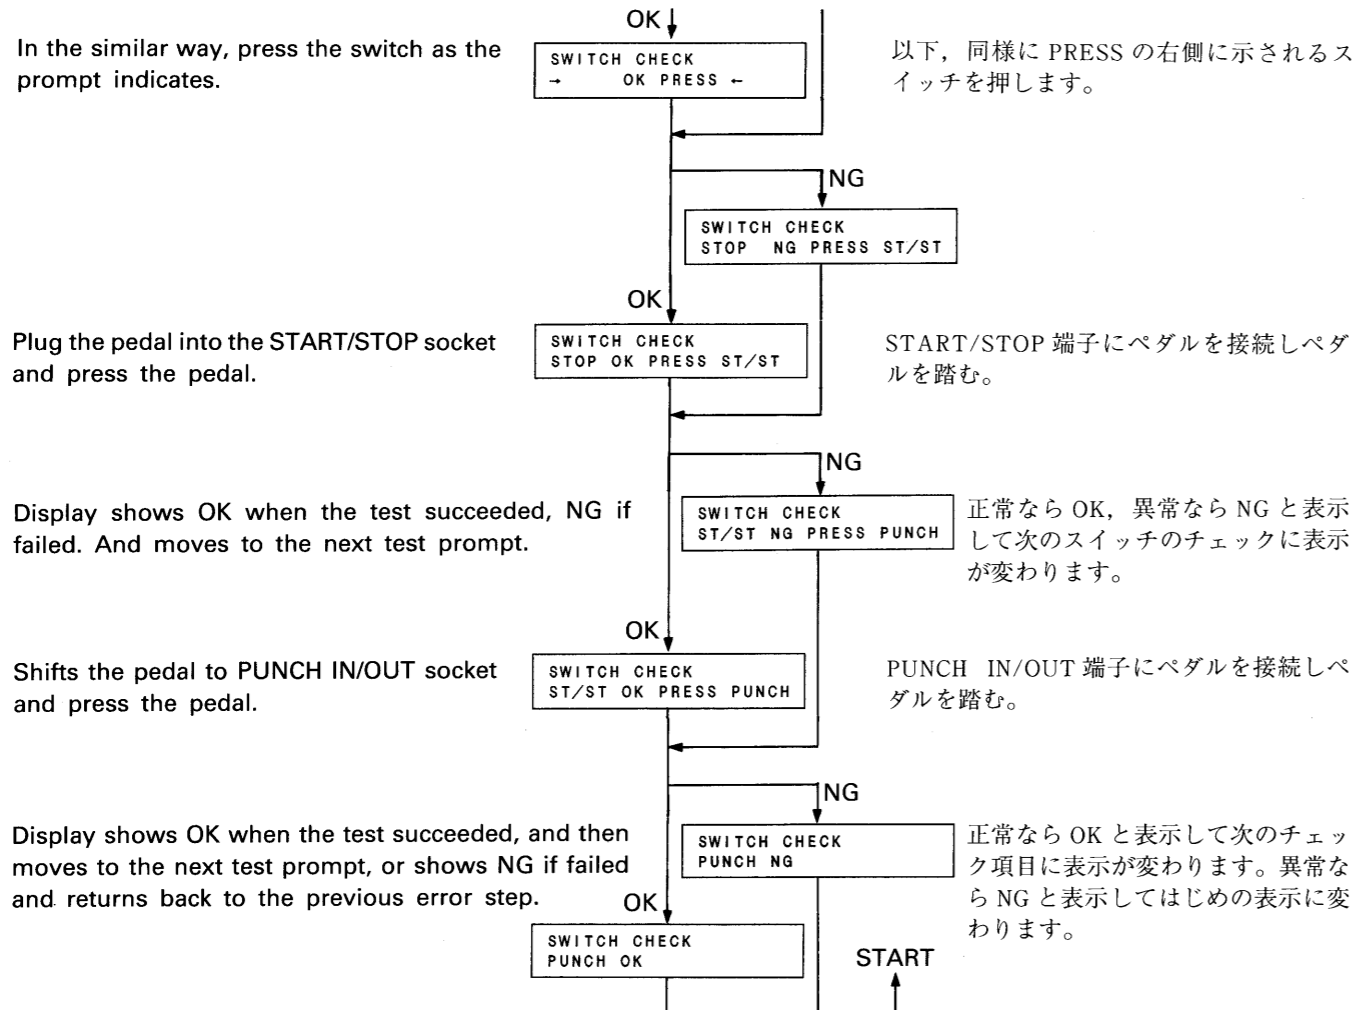 OK
In the similar way, press the switch as the
prompt indicates.
SWITCH CHECK
→ OK PRESS ←
以下，同様に PRESS の右側に示されるス
イッチを押します。
NG
SWITCH CHECK
STOP NG PRESS ST/ST
OK
Plug the pedal into the START/STOP socket
and press the pedal.
SWITCH CHECK
STOP OK PRESS ST/ST
START/STOP 端子にペダルを接続しペダ
ルを踏む。
NG
Display shows OK when the test succeeded, NG if
failed. And moves to the next test prompt.
SWITCH CHECK
ST/ST NG PRESS PUNCH
正常なら OK，異常なら NG と表示
して次のスイッチのチェックに表示
が変わります。
OK
Shifts the pedal to PUNCH IN/OUT socket
and press the pedal.
SWITCH CHECK
ST/ST OK PRESS PUNCH
PUNCH IN/OUT 端子にペダルを接続しペ
ダルを踏む。
NG
Display shows OK when the test succeeded, and then
moves to the next test prompt, or shows NG if failed
and returns back to the previous error step.
SWITCH CHECK
PUNCH NG
正常なら OK と表示して次のチェッ
ク項目に表示が変わります。異常な
ら NG と表示してはじめの表示に変
わります。
OK
SWITCH CHECK
PUNCH OK
START